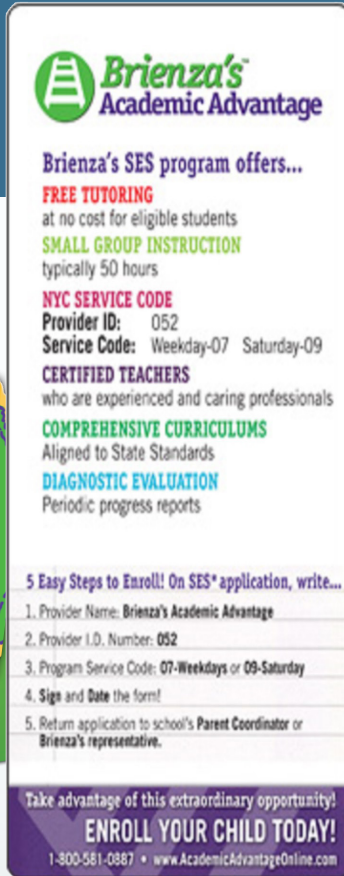 Brienza's™
Academic Advantage
Brienza's SES program offers...
FREE TUTORING
at no cost for eligible students
SMALL GROUP INSTRUCTION
typically 50 hours
NYC SERVICE CODE
Provider ID: 052
Service Code: Weekday-07 Saturday-09
CERTIFIED TEACHERS
who are experienced and caring professionals
COMPREHENSIVE CURRICULUMS
Aligned to State Standards
DIAGNOSTIC EVALUATION
Periodic progress reports
5 Easy Steps to Enroll! On SES* application, write...
1. Provider Name: Brienza's Academic Advantage
2. Provider I.D. Number: 052
3. Program Service Code: 07-Weekdays or 09-Saturday
4. Sign and Date the form!
5. Return application to school's Parent Coordinator or
Brienza's representative.
Take advantage of this extraordinary opportunity!
ENROLL YOUR CHILD TODAY!
1-800-581-0887 • www.AcademicAdvantageOnline.com